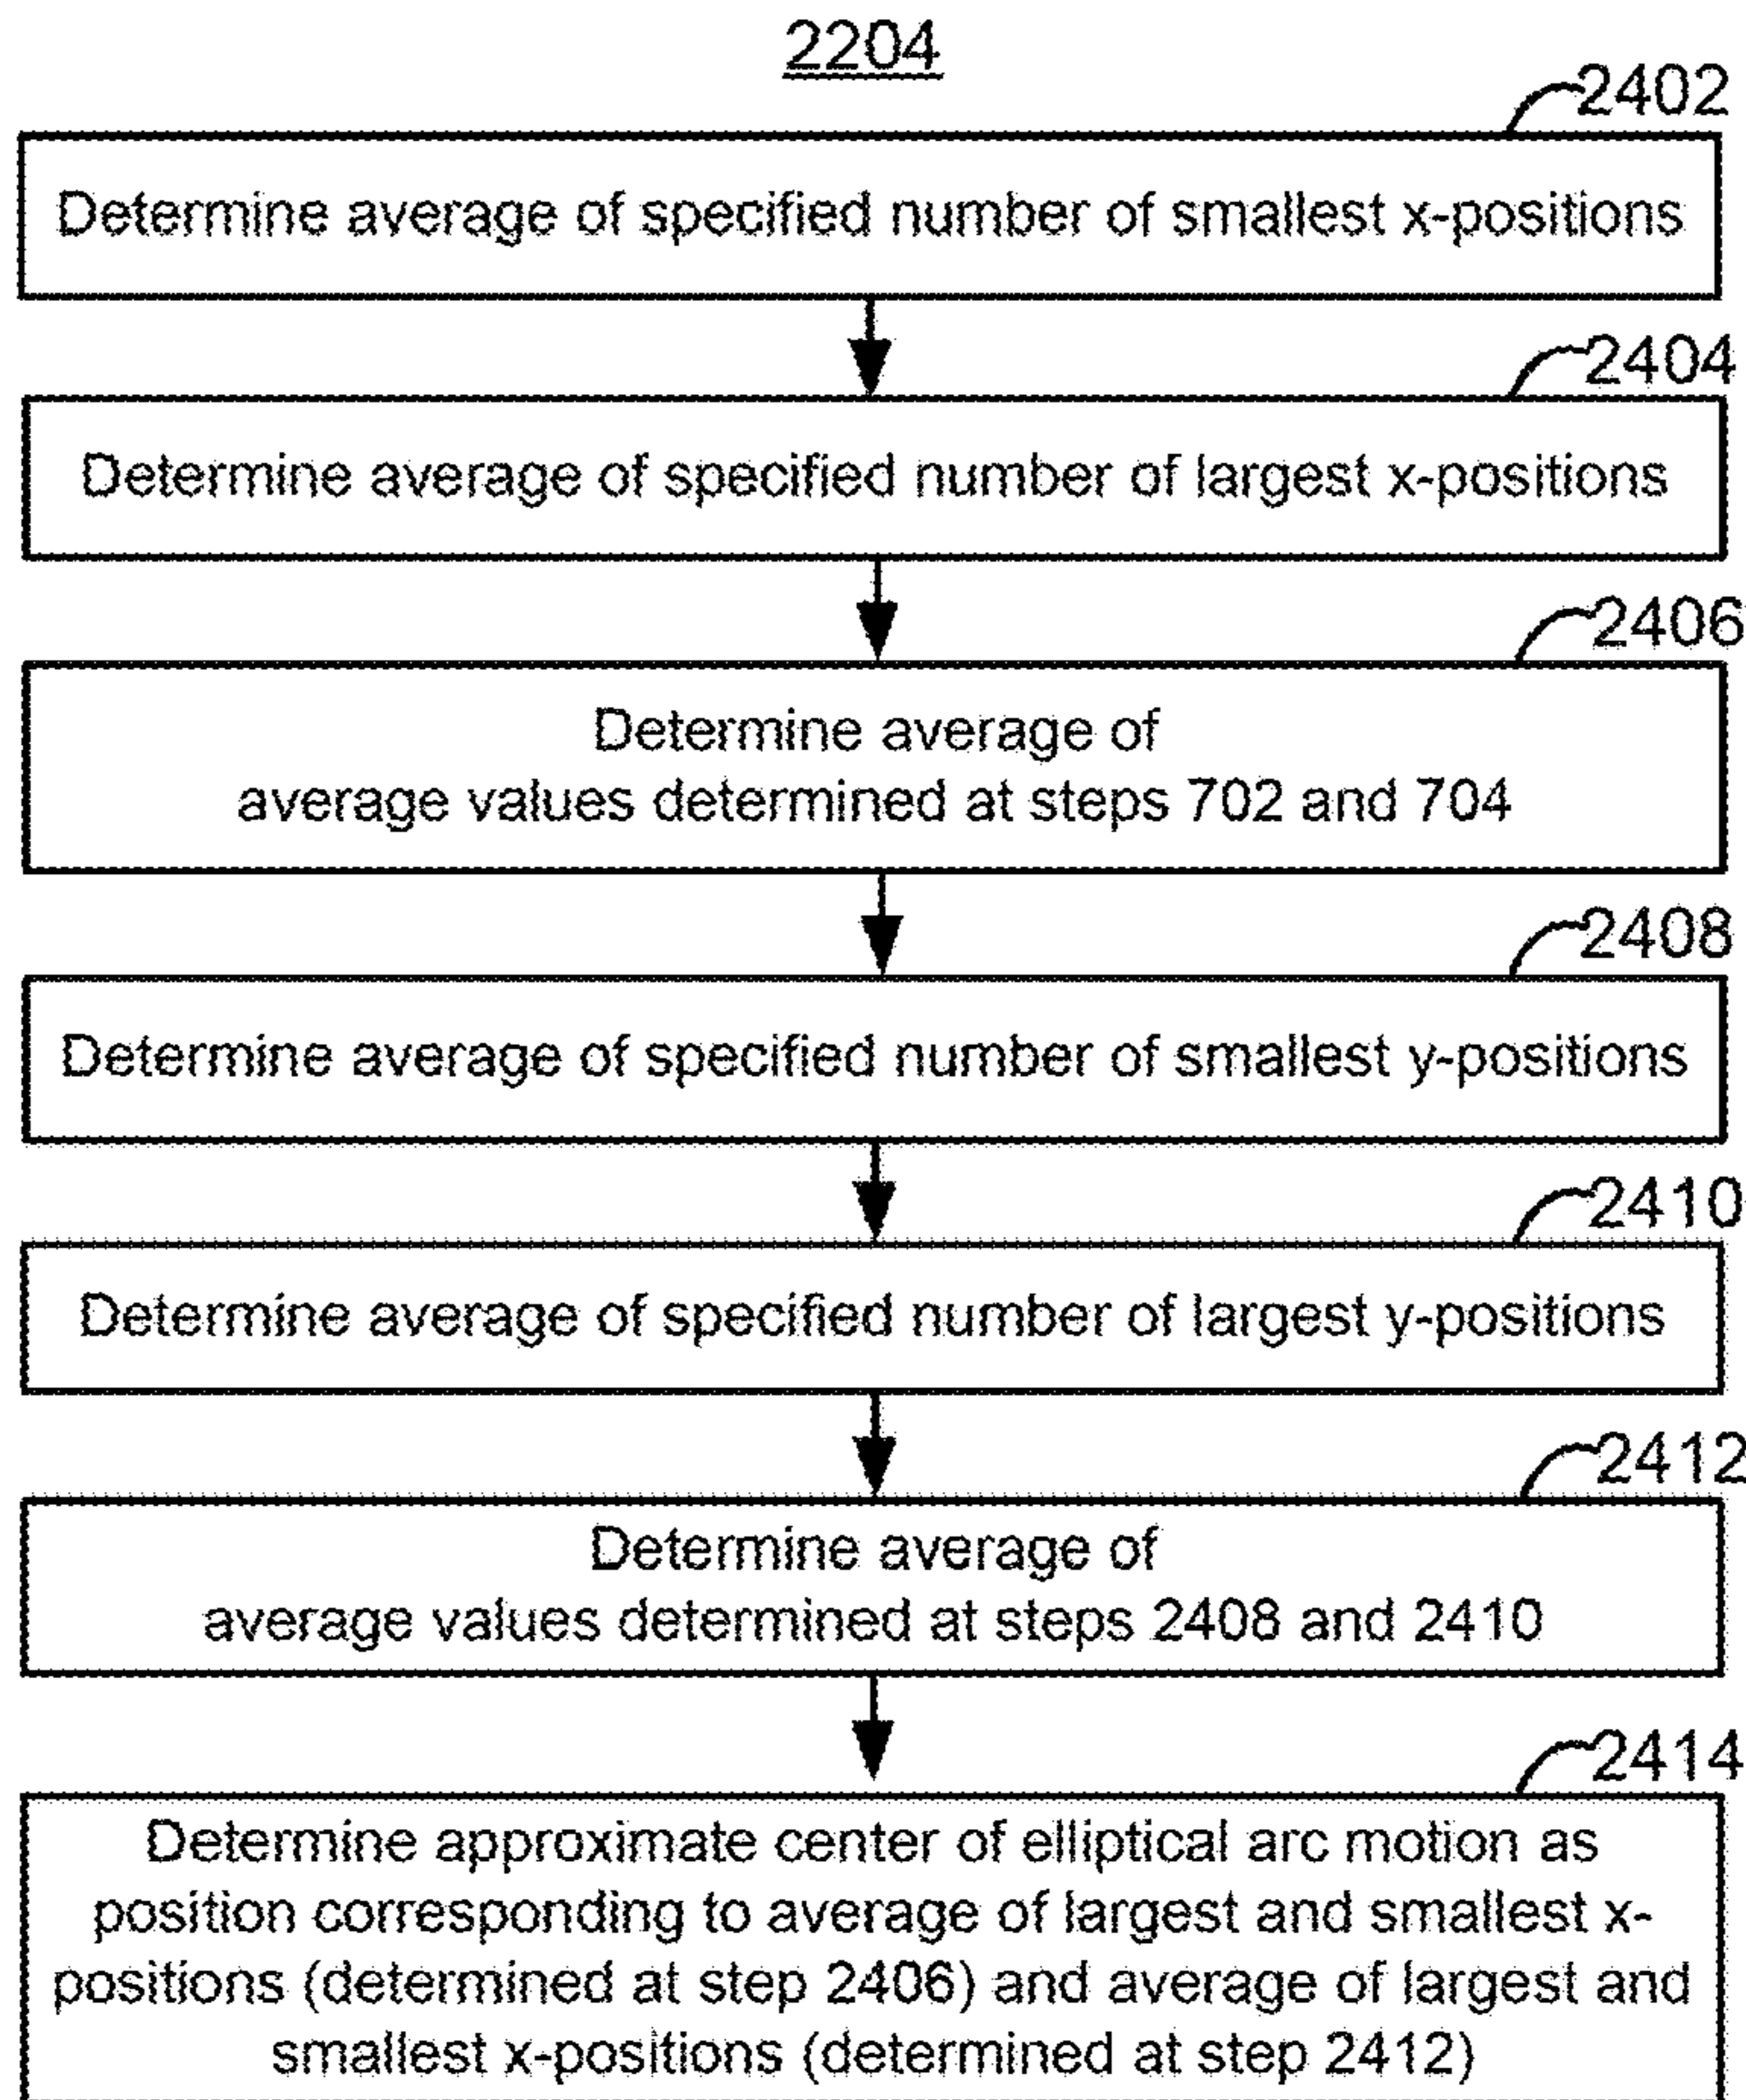 2204
2402
Determine average of specified number of smallest x-positions
2404
Determine average of specified number of largest x-positions
2406
Determine average of
average values determined at steps 702 and 704
2408
Determine average of specified number of smallest y-positions
2410
Determine average of specified number of largest y-positions
2412
Determine average of
average values determined at steps 2408 and 2410
2414
Determine approximate center of elliptical arc motion as
position corresponding to average of largest and smallest x-
positions (determined at step 2406) and average of largest and
smallest x-positions (determined at step 2412)